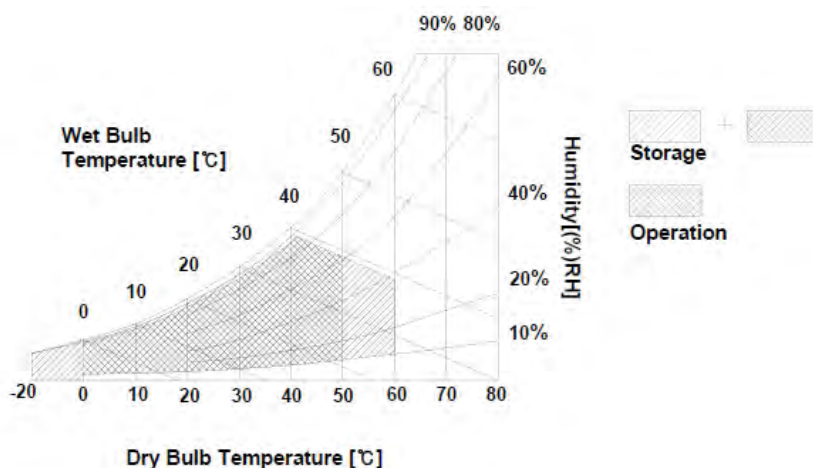 90% 80%
60
60%
Wet Bulb
Temperature [℃]
50
Humidity[(%)RH]
Storage
+
40
40%
30
Operation
20
20%
10
0
10%
-20 0 10 20 30 40 50 60 70 80
Dry Bulb Temperature [℃]